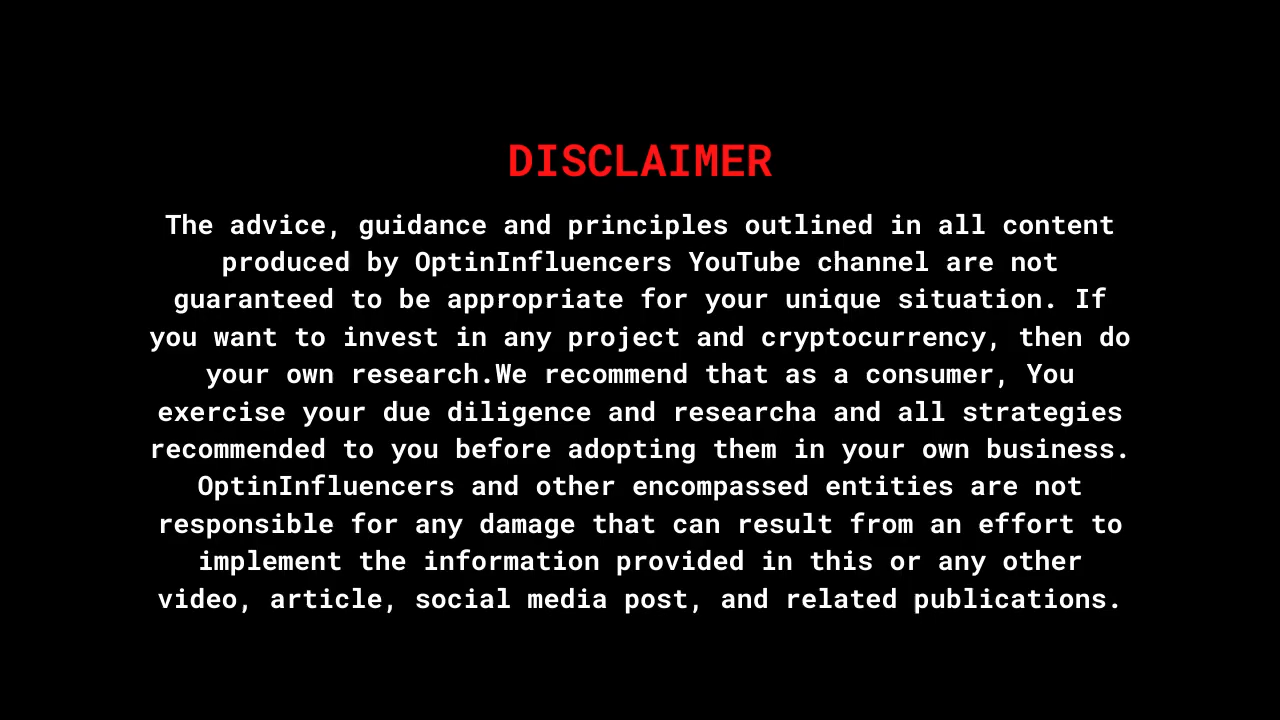 DISCLAIMER
The advice, guidance and principles outlined in all content
produced by OptinInfluencers YouTube channel are not
guaranteed to be appropriate for your unique situation. If
you want to invest in any project and cryptocurrency, then do
your own research.We recommend that as a consumer, You
exercise your due diligence and researcha and all strategies
recommended to you before adopting them in your own business.
OptinInfluencers and other encompassed entities are not
responsible for any damage that can result from an effort to
implement the information provided in this or any other
video, article, social media post, and related publications.